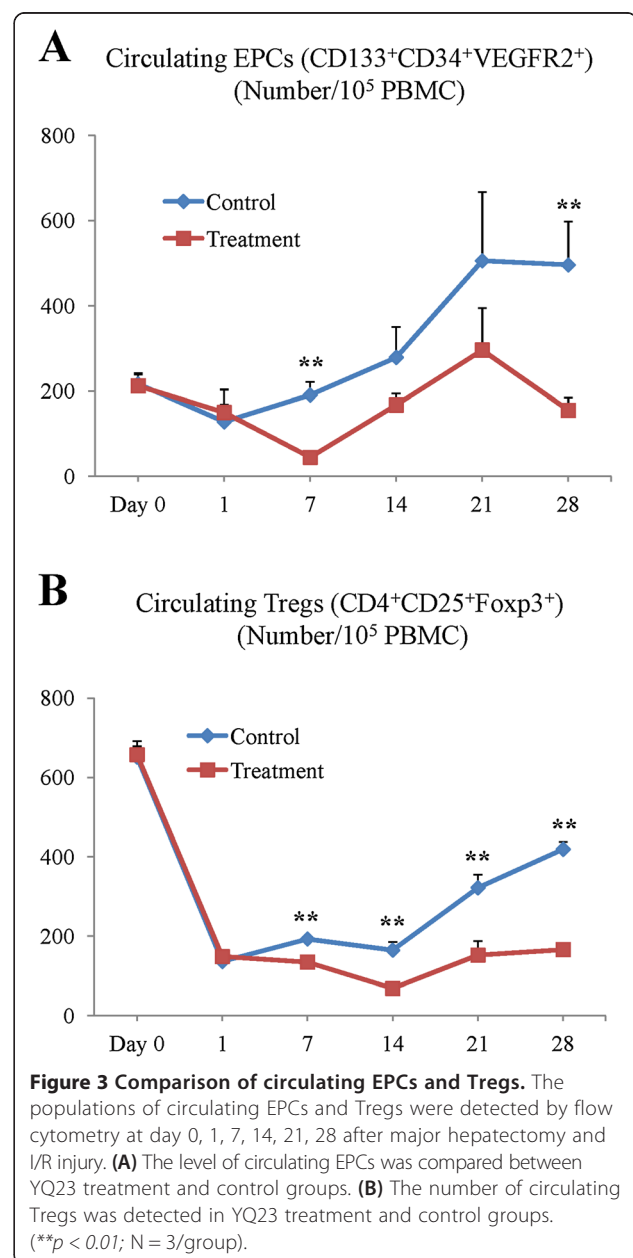 A
Circulating EPCs (CD133⁺CD34⁺VEGFR2⁺)
(Number/10⁵ PBMC)
800
600
400
200
0
Control
Treatment
**
**
Day 0 1 7 14 21 28
B
Circulating Tregs (CD4⁺CD25⁺Foxp3⁺)
(Number/10⁵ PBMC)
800
600
400
200
0
Control
Treatment
**
**
**
**
Day 0 1 7 14 21 28
Figure 3 Comparison of circulating EPCs and Tregs. The
populations of circulating EPCs and Tregs were detected by flow
cytometry at day 0, 1, 7, 14, 21, 28 after major hepatectomy and
I/R injury. (A) The level of circulating EPCs was compared between
YQ23 treatment and control groups. (B) The number of circulating
Tregs was detected in YQ23 treatment and control groups.
(**p < 0.01; N = 3/group).